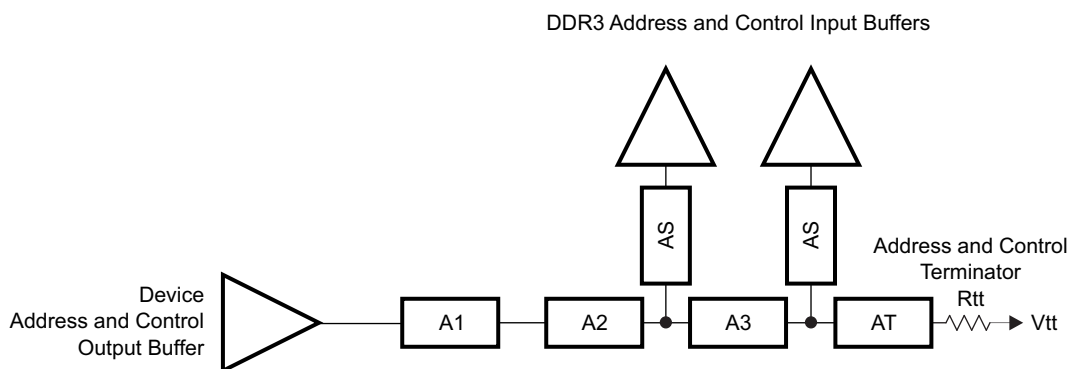 DDR3 Address and Control Input Buffers
AS
AS
Address and Control
Terminator
Rtt
Device
Address and Control
Output Buffer
A1
A2
A3
AT
Vtt